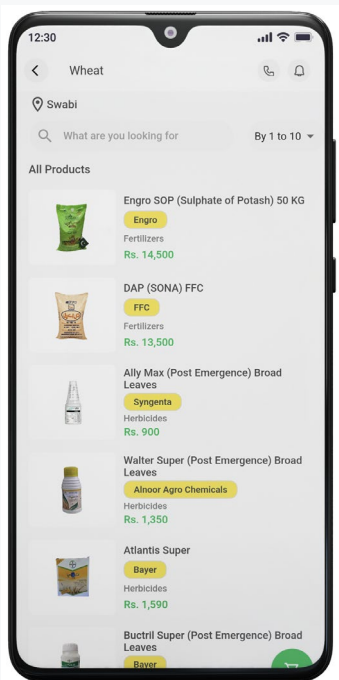 12:30
Wheat
Swabi
What are you looking for
By 1 to 10
All Products
Engro SOP (Sulphate of Potash) 50 KG
Engro
Fertilizers
Rs. 14,500
DAP (SONA) FFC
FFC
Fertilizers
Rs. 13,500
Ally Max (Post Emergence) Broad
Leaves
Syngenta
Herbicides
Rs. 900
Walter Super (Post Emergence) Broad
Leaves
Alnoor Agro Chemicals
Herbicides
Rs. 1,350
Atlantis Super
Bayer
Herbicides
Rs. 1,590
Buctril Super (Post Emergence) Broad
Leaves
Bayer